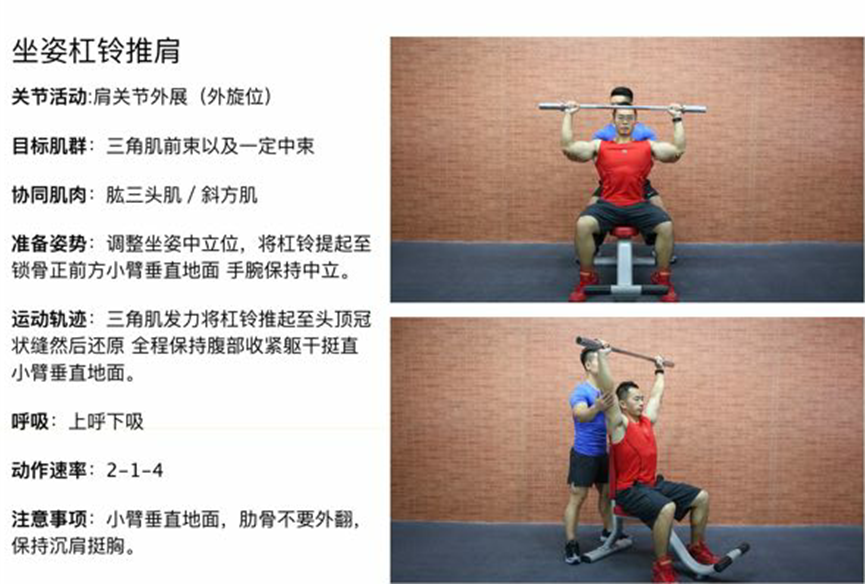 坐姿杠铃推肩
关节活动:肩关节外展（外旋位）
目标肌群：三角肌前束以及一定中束
协同肌肉：肱三头肌 / 斜方肌
准备姿势：调整坐姿中立位，将杠铃提起至
锁骨正前方小臂垂直地面 手腕保持中立。
运动轨迹：三角肌发力将杠铃推起至头顶冠
状缝然后还原 全程保持腹部收紧躯干挺直
小臂垂直地面。
呼吸：上呼下吸
动作速率：2-1-4
注意事项：小臂垂直地面，肋骨不要外翻，
保持沉肩挺胸。